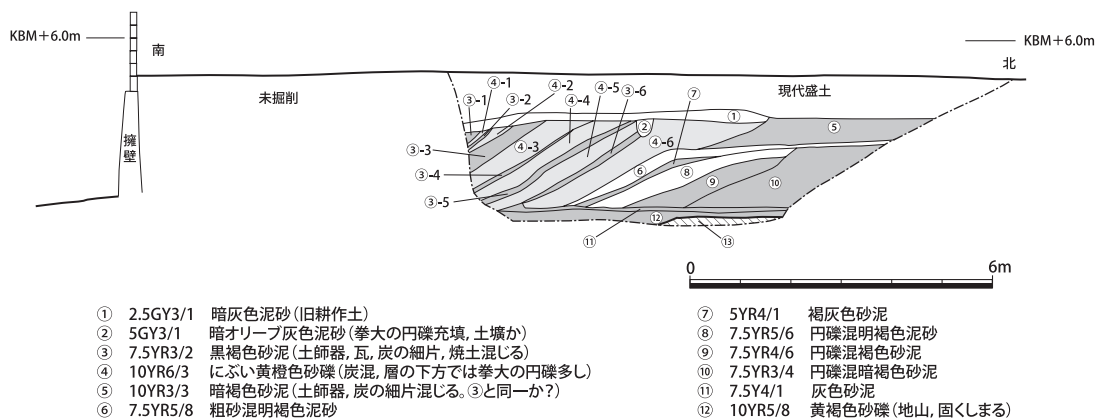 KBM+6.0m
南
KBM+6.0m
北
未掘削
現代盛土
擁壁
③-1
④-1
③-2
④-2
④-4
④-5
③-6
⑦
①
②
⑤
③-3
④-3
④-6
③-4
⑥
⑧
⑨
⑩
③-5
⑪
⑫
⑬
0 6m
① 2.5GY3/1 暗灰色泥砂(旧耕作土)
② 5GY3/1 暗オリーブ灰色泥砂(拳大の円礫充填,土壙か)
③ 7.5YR3/2 黒褐色砂泥(土師器,瓦,炭の細片,焼土混じる)
④ 10YR6/3 にぶい黄橙色砂礫(炭混,層の下方では拳大の円礫多し)
⑤ 10YR3/3 暗褐色砂泥(土師器,炭の細片混じる。③と同一か?)
⑥ 7.5YR5/8 粗砂混明褐色泥砂
⑦ 5YR4/1 褐灰色砂泥
⑧ 7.5YR5/6 円礫混明褐色泥砂
⑨ 7.5YR4/6 円礫混褐色砂泥
⑩ 7.5YR3/4 円礫混暗褐色砂泥
⑪ 7.5Y4/1 灰色砂泥
⑫ 10YR5/8 黄褐色砂礫(地山,固くしまる)